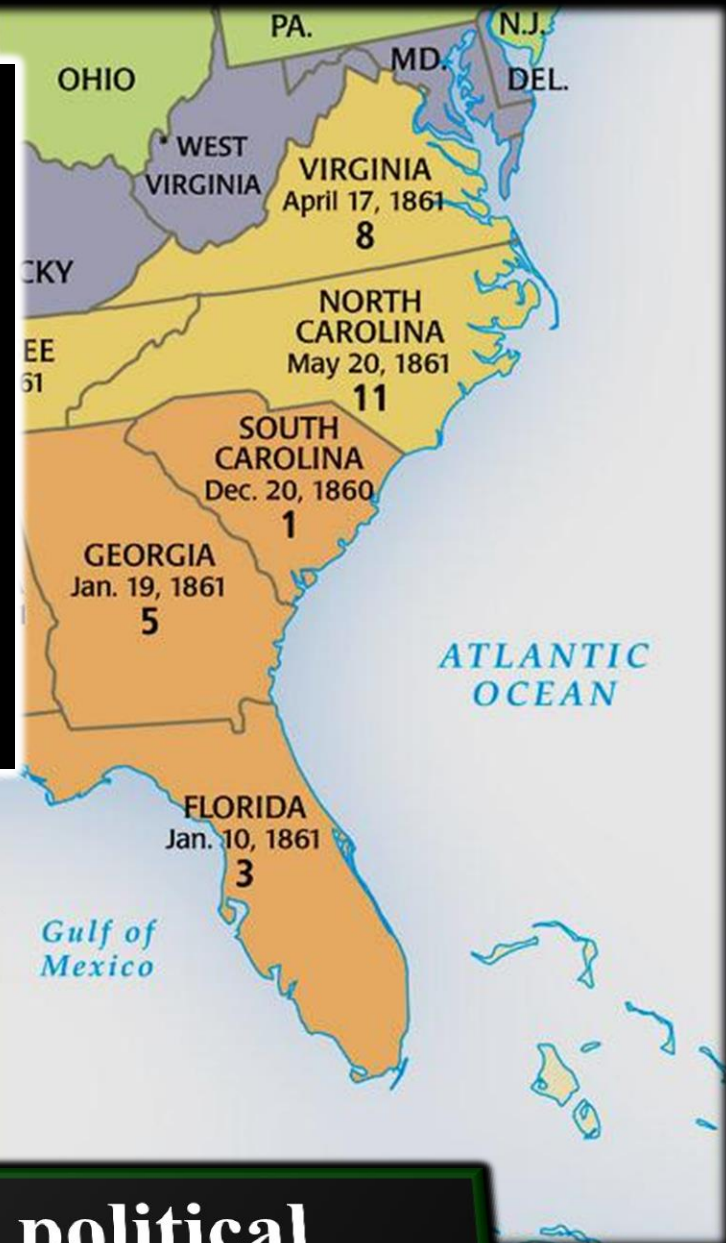 PA.
N.J.
MD.
OHIO
DEL.
WEST
VIRGINIA
VIRGINIA
April 17, 1861
8
CKY
NORTH
CAROLINA
May 20, 1861
11
EE
61
SOUTH
CAROLINA
Dec. 20, 1860
1
GEORGIA
Jan. 19, 1861
5
ATLANTIC
OCEAN
FLORIDA
Jan. 10, 1861
3
Gulf of
Mexico
political